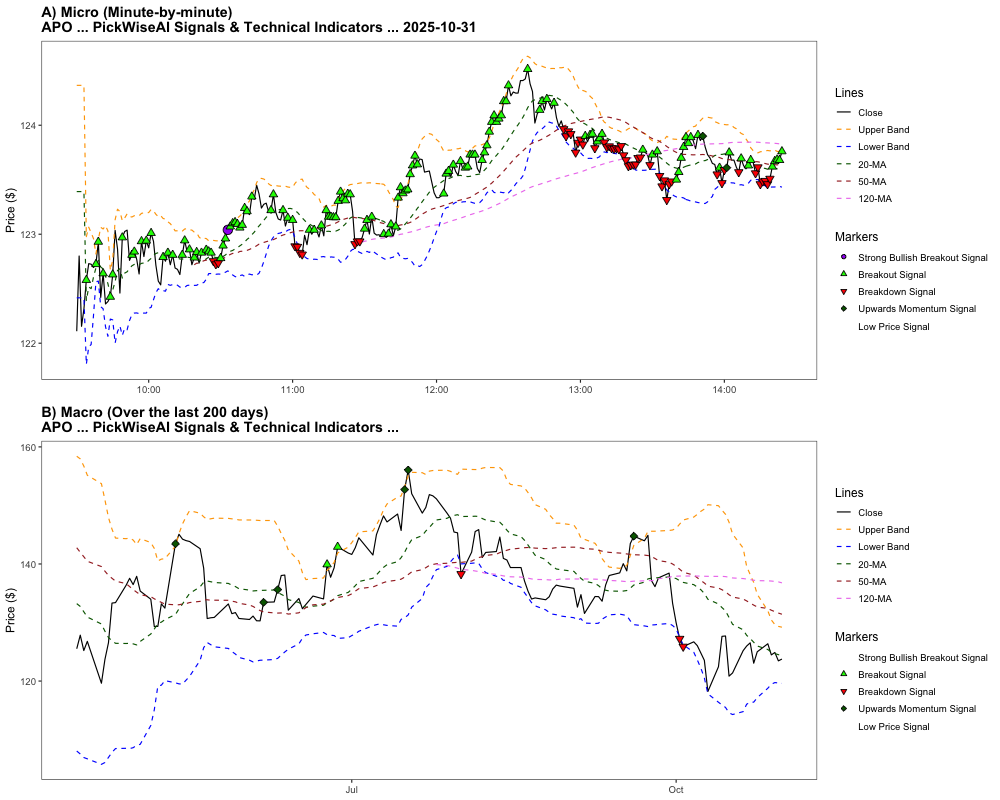 A) Micro (Minute-by-minute)
APO ... PickWiseAI Signals & Technical Indicators ... 2025-10-31
Price ($)
124
123
122
10:00
11:00
12:00
13:00
14:00
Lines
Close
Upper Band
Lower Band
20-MA
50-MA
120-MA
Markers
Strong Bullish Breakout Signal
Breakout Signal
Breakdown Signal
Upwards Momentum Signal
Low Price Signal
B) Macro (Over the last 200 days)
APO ... PickWiseAI Signals & Technical Indicators ...
Price ($)
160
140
120
Jul
Oct
Lines
Close
Upper Band
Lower Band
20-MA
50-MA
120-MA
Markers
Strong Bullish Breakout Signal
Breakout Signal
Breakdown Signal
Upwards Momentum Signal
Low Price Signal